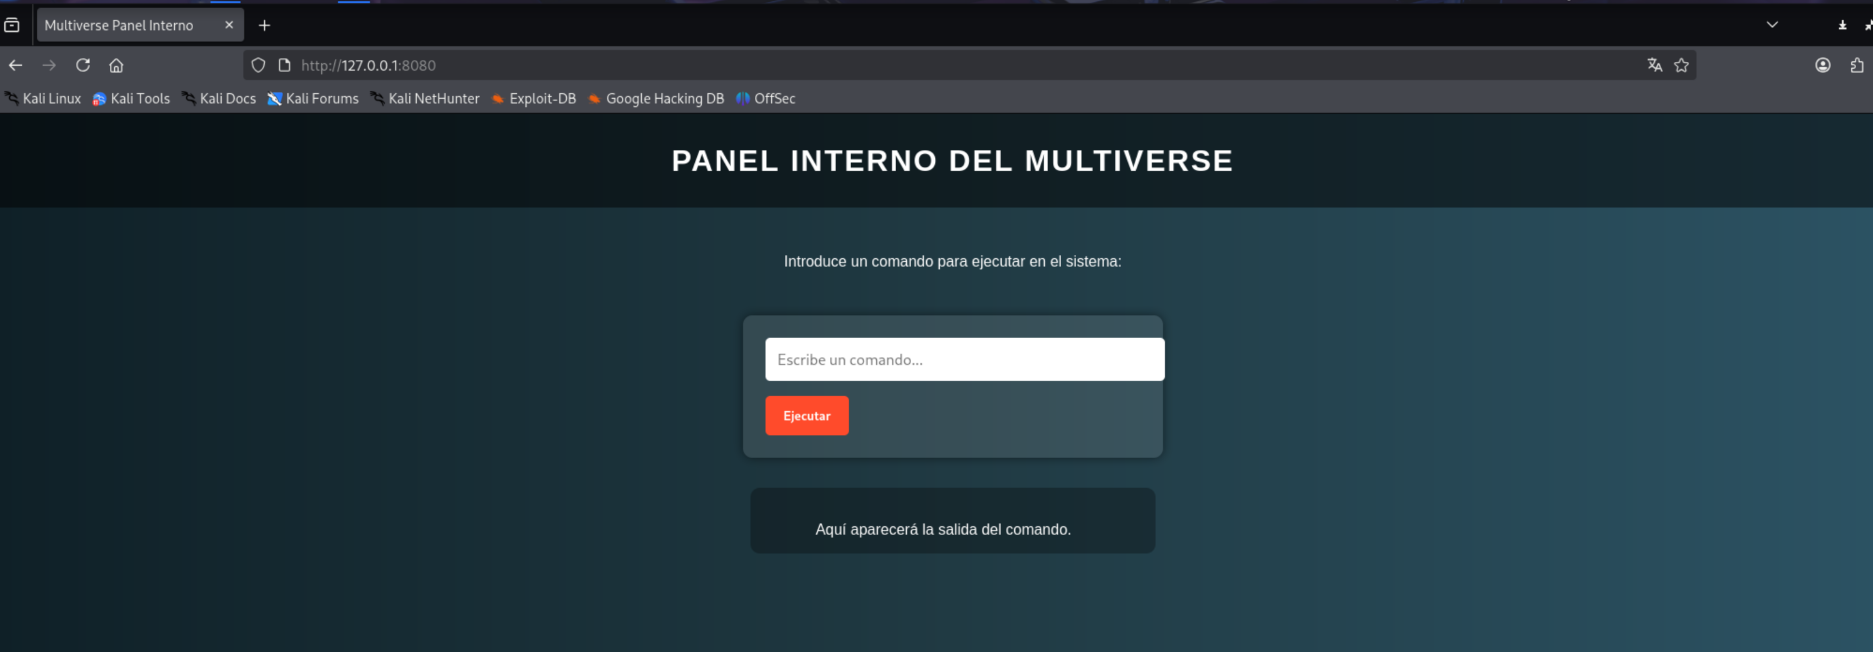 Multiverse Panel Interno
http://127.0.0.1:8080
Kali Linux Kali Tools Kali Docs Kali Forums Kali NetHunter Exploit-DB Google Hacking DB OffSec
PANEL INTERNO DEL MULTIVERSE
Introduce un comando para ejecutar en el sistema:
Escribe un comando...
Ejecutar
Aquí aparecerá la salida del comando.